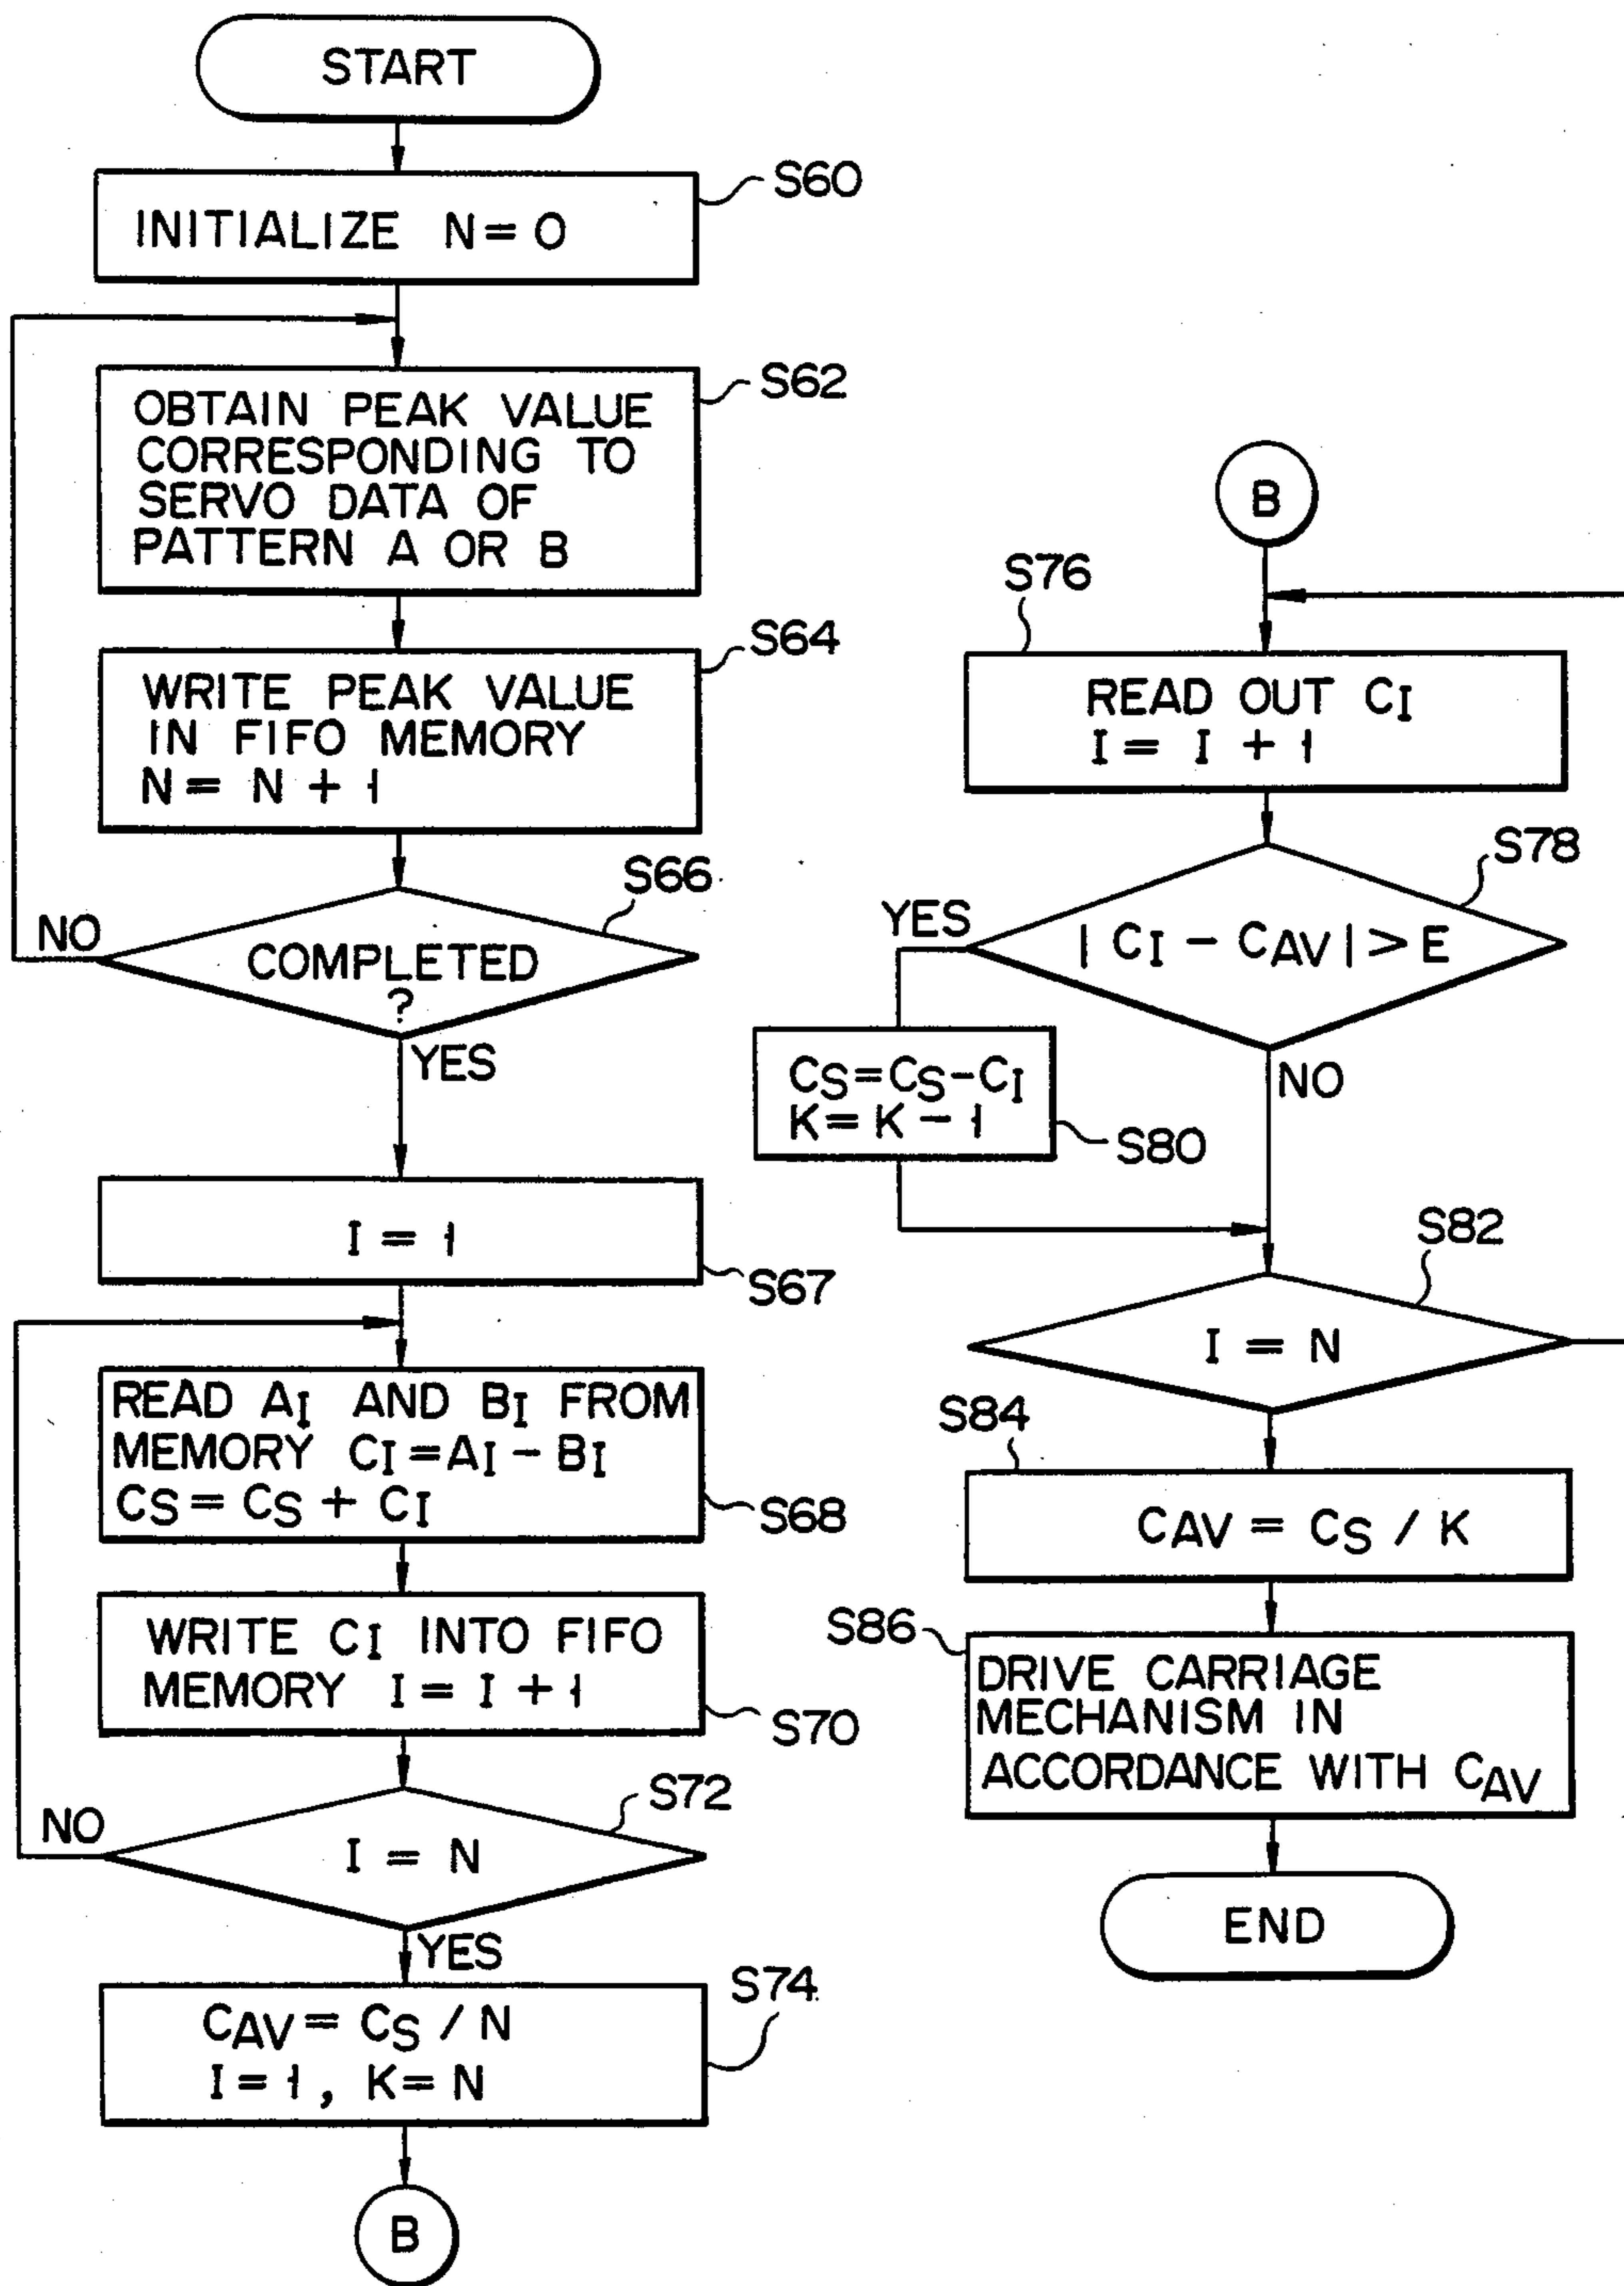 START
S60
INITIALIZE N = 0
S62
OBTAIN PEAK VALUE
CORRESPONDING TO
SERVO DATA OF
PATTERN A OR B
S64
WRITE PEAK VALUE
IN FIFO MEMORY
N = N + 1
S66
NO
COMPLETED
?
YES
I = 1
S67
READ AI AND BI FROM
MEMORY CI = AI - BI
CS = CS + CI
S68
WRITE CI INTO FIFO
MEMORY I = I + 1
S70
S72
NO
I = N
YES
S74
CAV = CS / N
I = 1, K = N
B
B
S76
READ OUT CI
I = I + 1
S78
YES
| CI - CAV | > E
NO
CS = CS - CI
K = K - 1
S80
S82
I = N
S84
CAV = CS / K
S86
DRIVE CARRIAGE
MECHANISM IN
ACCORDANCE WITH CAV
END